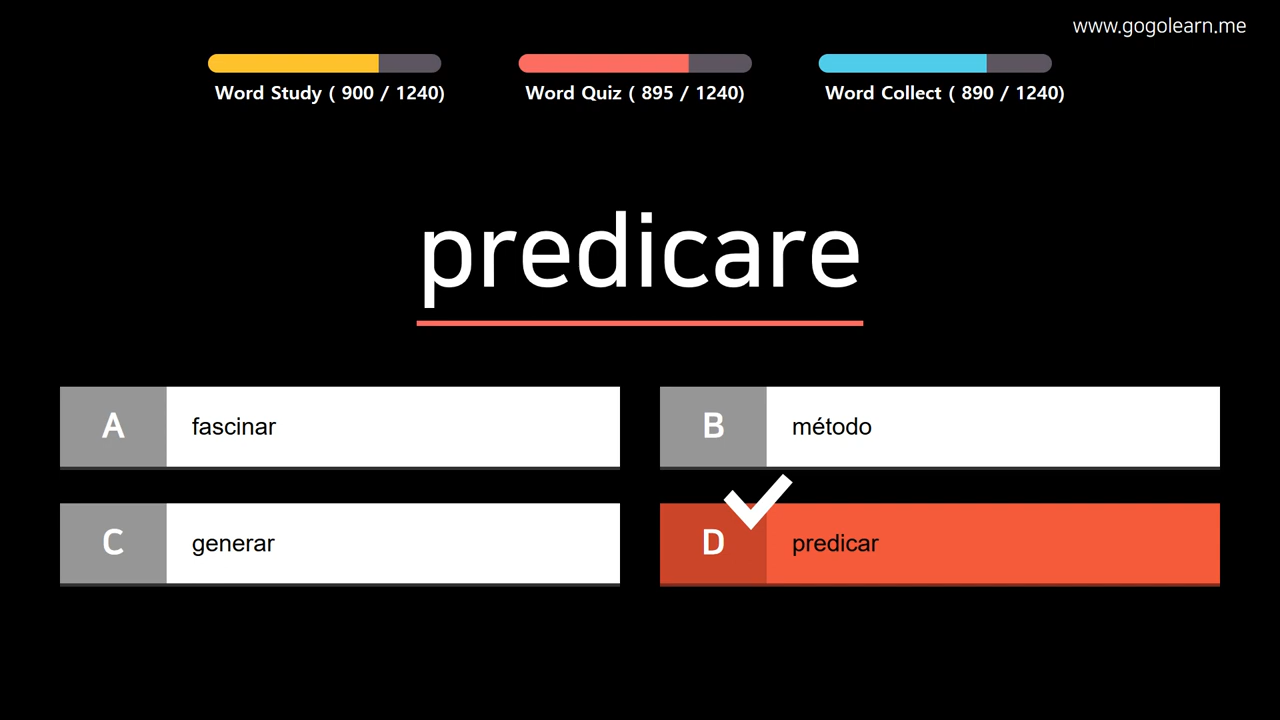 www.gogolearn.me
Word Study ( 900 / 1240)
Word Quiz ( 895 / 1240)
Word Collect ( 890 / 1240)
predicare
A fascinar
B método
C generar
D predicar